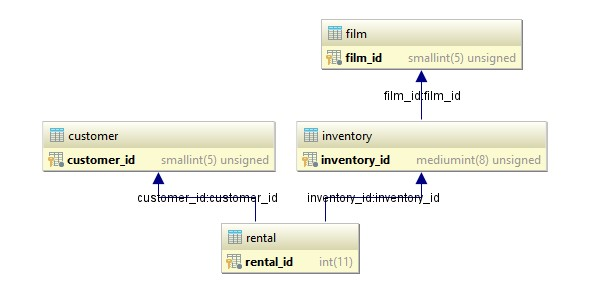 film
film_id smallint(5) unsigned
film_id:film_id
customer
customer_id smallint(5) unsigned
inventory
inventory_id mediumint(8) unsigned
customer_id:customer_id
inventory_id:inventory_id
rental
rental_id int(11)